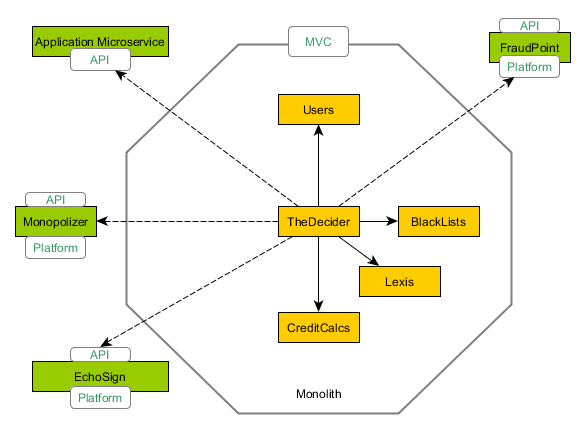 API
MVC
Application Microservice
FraudPoint
API
Platform
Users
API
Monopolizer
TheDecider
BlackLists
Platform
Lexis
CreditCalcs
API
EchoSign
Monolith
Platform